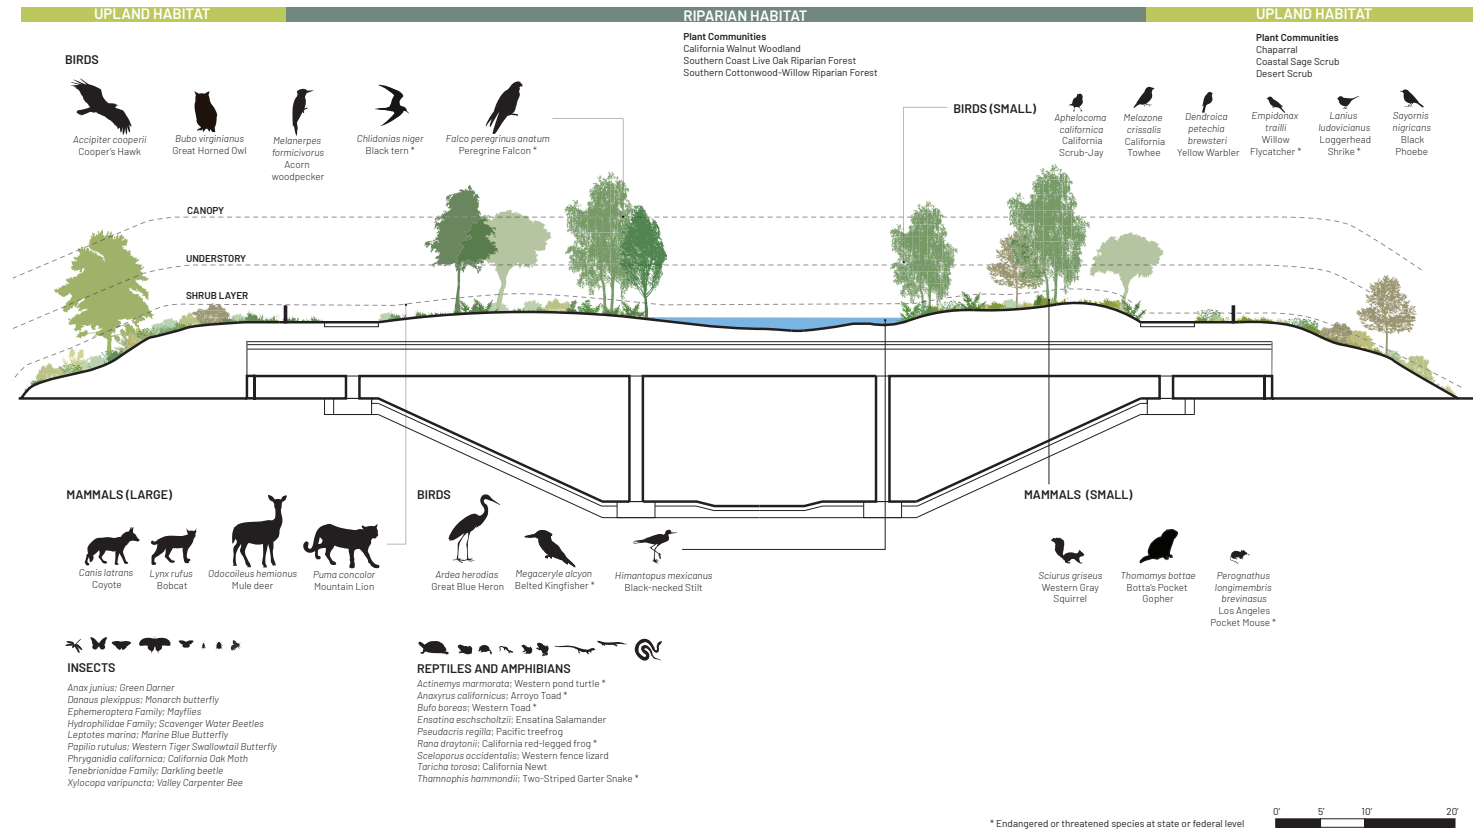 UPLAND HABITAT
RIPARIAN HABITAT
UPLAND HABITAT
Plant Communities
California Walnut Woodland
Southern Coast Live Oak Riparian Forest
Southern Cottonwood-Willow Riparian Forest
Plant Communities
Chaparral
Coastal Sage Scrub
Desert Scrub
BIRDS
Accipiter cooperii
Cooper's Hawk
Bubo virginianus
Great Horned Owl
Melanerpes
formicivorus
Acorn
woodpecker
Chlidonias niger
Black tern *
Falco peregrinus anatum
Peregrine Falcon *
BIRDS (SMALL)
Aphelocoma
californica
California
Scrub-Jay
Melozone
crissalis
California
Towhee
Dendroica
petechia
brewsteri
Yellow Warbler
Empidonax
trailli
Willow
Flycatcher *
Lanius
ludovicianus
Loggerhead
Shrike *
Sayornis
nigricans
Black
Phoebe
CANOPY
UNDERSTORY
SHRUB LAYER
MAMMALS (LARGE)
Canis latrans
Coyote
Lynx rufus
Bobcat
Odocoileus hemionus
Mule deer
Puma concolor
Mountain Lion
BIRDS
Ardea herodias
Great Blue Heron
Megaceryle alcyon
Belted Kingfisher *
Himantopus mexicanus
Black-necked Stilt
MAMMALS (SMALL)
Sciurus griseus
Western Gray
Squirrel
Thomomys bottae
Botta's Pocket
Gopher
Perognathus
longimembris
brevinasus
Los Angeles
Pocket Mouse *
INSECTS
Anax junius; Green Darner
Danaus plexippus; Monarch butterfly
Ephemeroptera Family; Mayflies
Hydrophilidae Family; Scavenger Water Beetles
Leptotes marina; Marine Blue Butterfly
Papilio rutulus; Western Tiger Swallowtail Butterfly
Phryganidia californica; California Oak Moth
Tenebrionidae Family; Darkling beetle
Xylocopa varipuncta; Valley Carpenter Bee
REPTILES AND AMPHIBIANS
Actinemys marmorata; Western pond turtle *
Anaxyrus californicus; Arroyo Toad *
Bufo boreas; Western Toad *
Ensatina eschscholtzii; Ensatina Salamander
Pseudacris regilla; Pacific treefrog
Rana draytonii; California red-legged frog *
Sceloporus occidentalis; Western fence lizard
Taricha torosa; California Newt
Thamnophis hammondii; Two-Striped Garter Snake *
* Endangered or threatened species at state or federal level
0' 5' 10' 20'